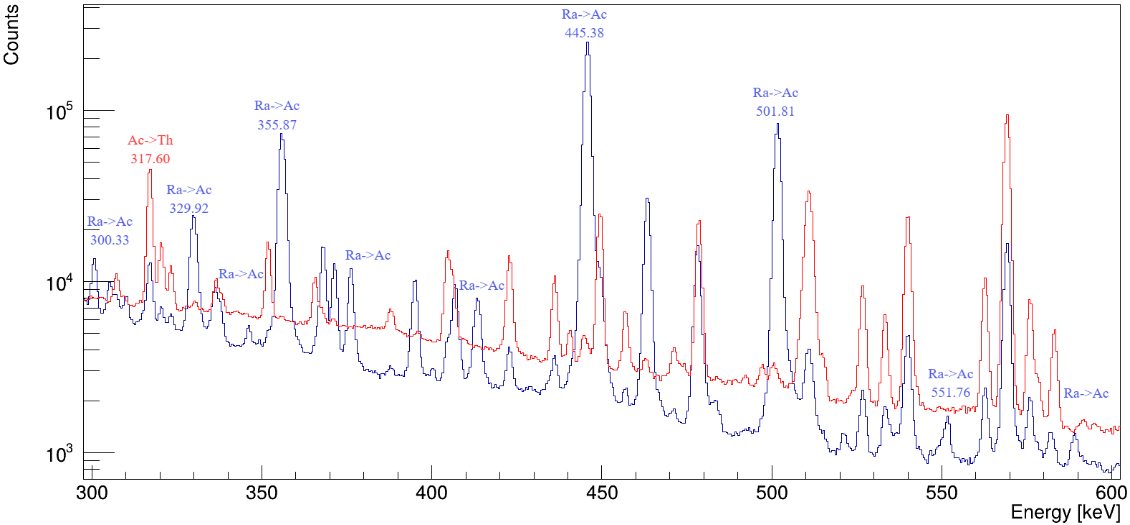 Counts
10^5
10^4
10^3
Ra->Ac
300.33
Ac->Th
317.60
Ra->Ac
329.92
Ra->Ac
Ra->Ac
355.87
Ra->Ac
Ra->Ac
Ra->Ac
445.38
Ra->Ac
501.81
Ra->Ac
551.76
Ra->Ac
300 350 400 450 500 550 600
Energy [keV]